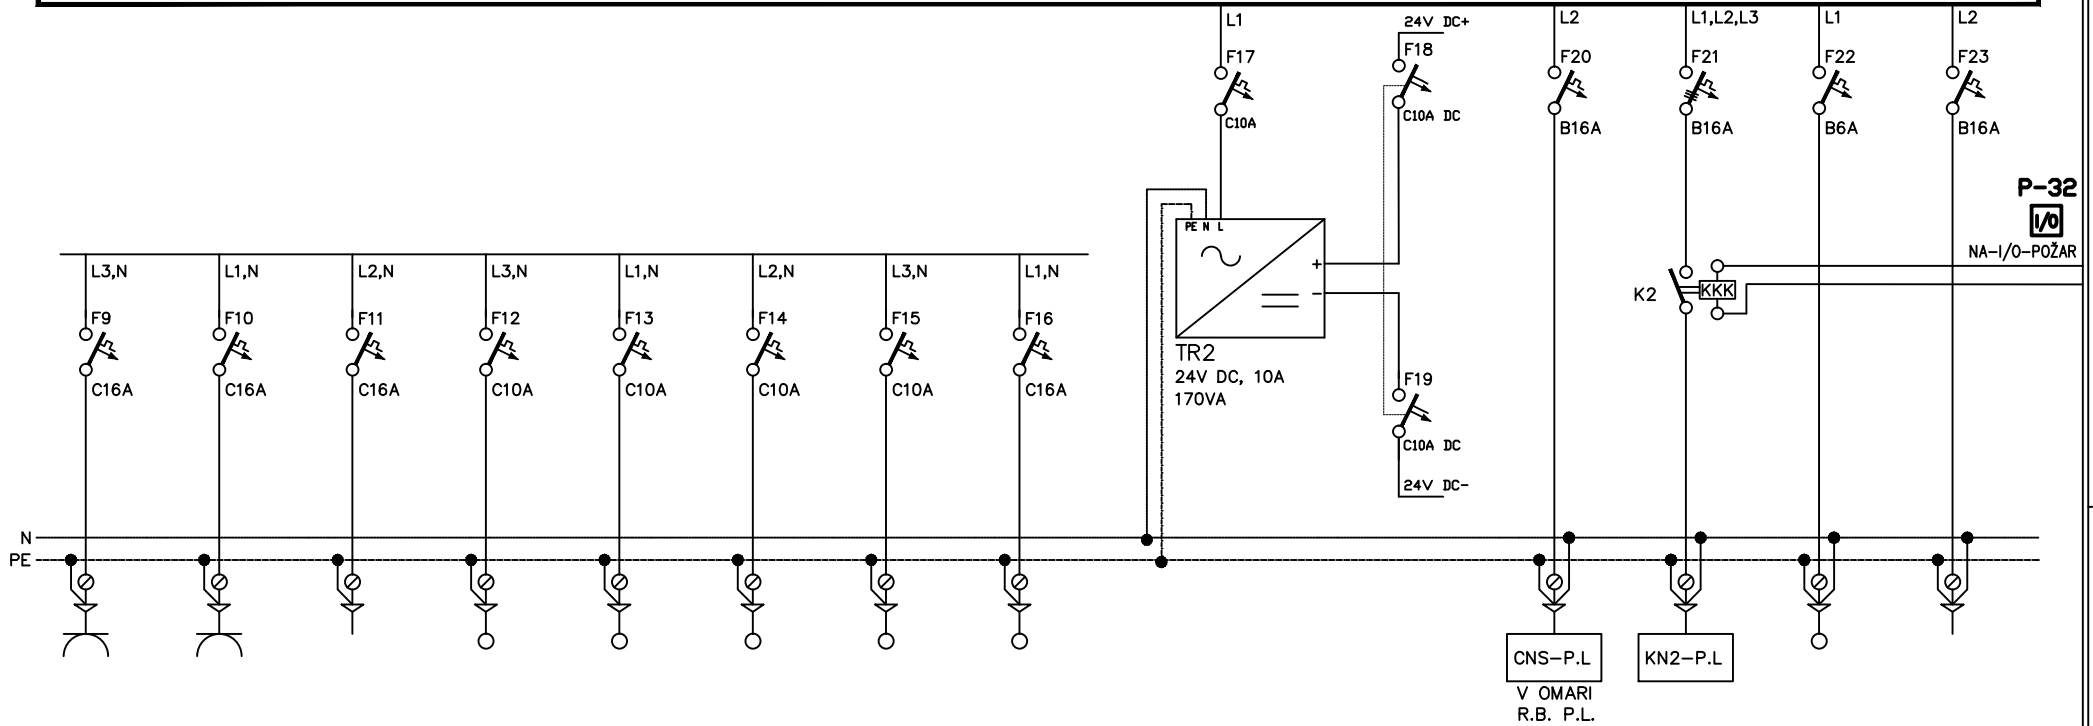 L1
24V DC+
L2
L1,L2,L3
L1
L2
F17
F18
F20
F21
F22
F23
C10A
C10A DC
B16A
B16A
B6A
B16A
P-32
I/O
NA-I/O-POŽAR
PE N L
+
-
K2
KKK
TR2
24V DC, 10A
170VA
L3,N
L1,N
L2,N
L3,N
L1,N
L2,N
L3,N
L1,N
F9
F10
F11
F12
F13
F14
F15
F16
C16A
C16A
C16A
C10A
C10A
C10A
C10A
C16A
F19
C10A DC
24V DC-
N
PE
CNS-P.L
KN2-P.L
V OMARI
R.B. P.L.